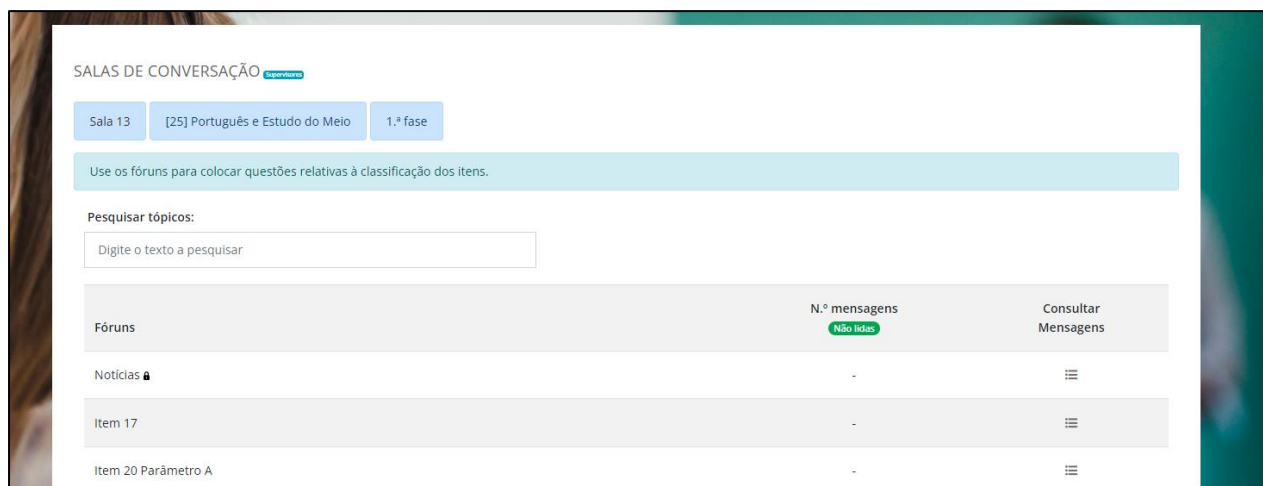 SALAS DE CONVERSAÇÃO Supervisores
Sala 13 [25] Português e Estudo do Meio 1.ª fase
Use os fóruns para colocar questões relativas à classificação dos itens.
Pesquisar tópicos:
Digite o texto a pesquisar
Fóruns N.º mensagens Não lidas Consultar Mensagens
Notícias -
Item 17 -
Item 20 Parâmetro A -